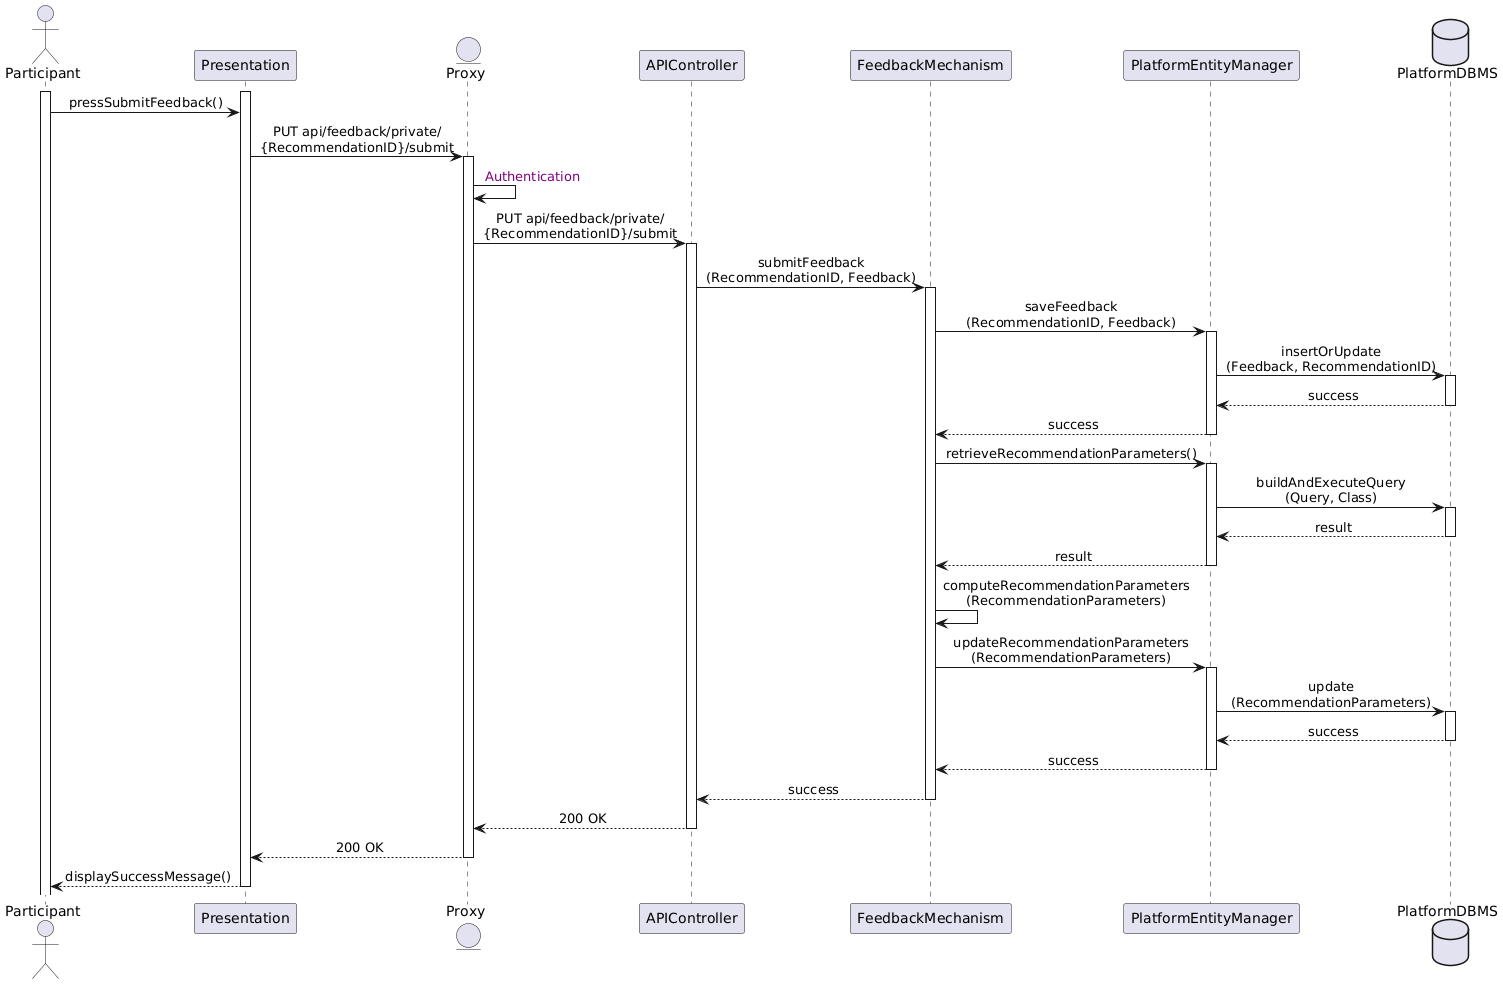 Participant
Presentation
Proxy
APIController
FeedbackMechanism
PlatformEntityManager
PlatformDBMS
pressSubmitFeedback()
PUT api/feedback/private/
{RecommendationID}/submit
Authentication
PUT api/feedback/private/
{RecommendationID}/submit
submitFeedback
(RecommendationID, Feedback)
saveFeedback
(RecommendationID, Feedback)
insertOrUpdate
(Feedback, RecommendationID)
success
success
retrieveRecommendationParameters()
buildAndExecuteQuery
(Query, Class)
result
result
computeRecommendationParameters
(RecommendationParameters)
updateRecommendationParameters
(RecommendationParameters)
update
(RecommendationParameters)
success
success
success
200 OK
200 OK
displaySuccessMessage()
Participant
Presentation
Proxy
APIController
FeedbackMechanism
PlatformEntityManager
PlatformDBMS